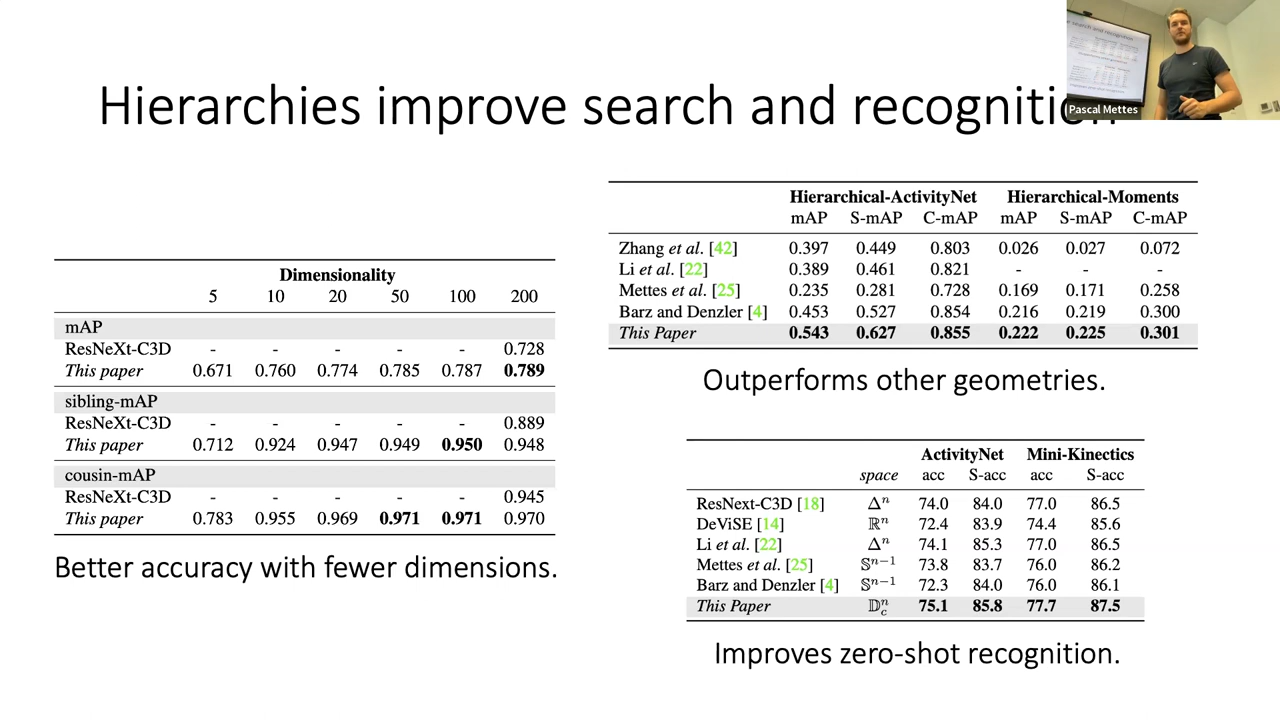 Hierarchies improve search and recognition
Pascal Mettes
Dimensionality
5 10 20 50 100 200
mAP
ResNeXt-C3D - - - - - 0.728
This paper 0.671 0.760 0.774 0.785 0.787 0.789
sibling-mAP
ResNeXt-C3D - - - - - 0.889
This paper 0.712 0.924 0.947 0.949 0.950 0.948
cousin-mAP
ResNeXt-C3D - - - - - 0.945
This paper 0.783 0.955 0.969 0.971 0.971 0.970
Better accuracy with fewer dimensions.
Hierarchical-ActivityNet Hierarchical-Moments
mAP S-mAP C-mAP mAP S-mAP C-mAP
Zhang et al. [42] 0.397 0.449 0.803 0.026 0.027 0.072
Li et al. [22] 0.389 0.461 0.821 - - -
Mettes et al. [25] 0.235 0.281 0.728 0.169 0.171 0.258
Barz and Denzler [4] 0.453 0.527 0.854 0.216 0.219 0.300
This Paper 0.543 0.627 0.855 0.222 0.225 0.301
Outperforms other geometries.
ActivityNet Mini-Kinectics
space acc S-acc acc S-acc
ResNext-C3D [18] Δⁿ 74.0 84.0 77.0 86.5
DeViSE [14] ℝⁿ 72.4 83.9 74.4 85.6
Li et al. [22] Δⁿ 74.1 85.3 77.0 86.5
Mettes et al. [25] 𝕊ⁿ⁻¹ 73.8 83.7 76.0 86.2
Barz and Denzler [4] 𝕊ⁿ⁻¹ 72.3 84.0 76.0 86.1
This Paper 𝔻ⁿc 75.1 85.8 77.7 87.5
Improves zero-shot recognition.